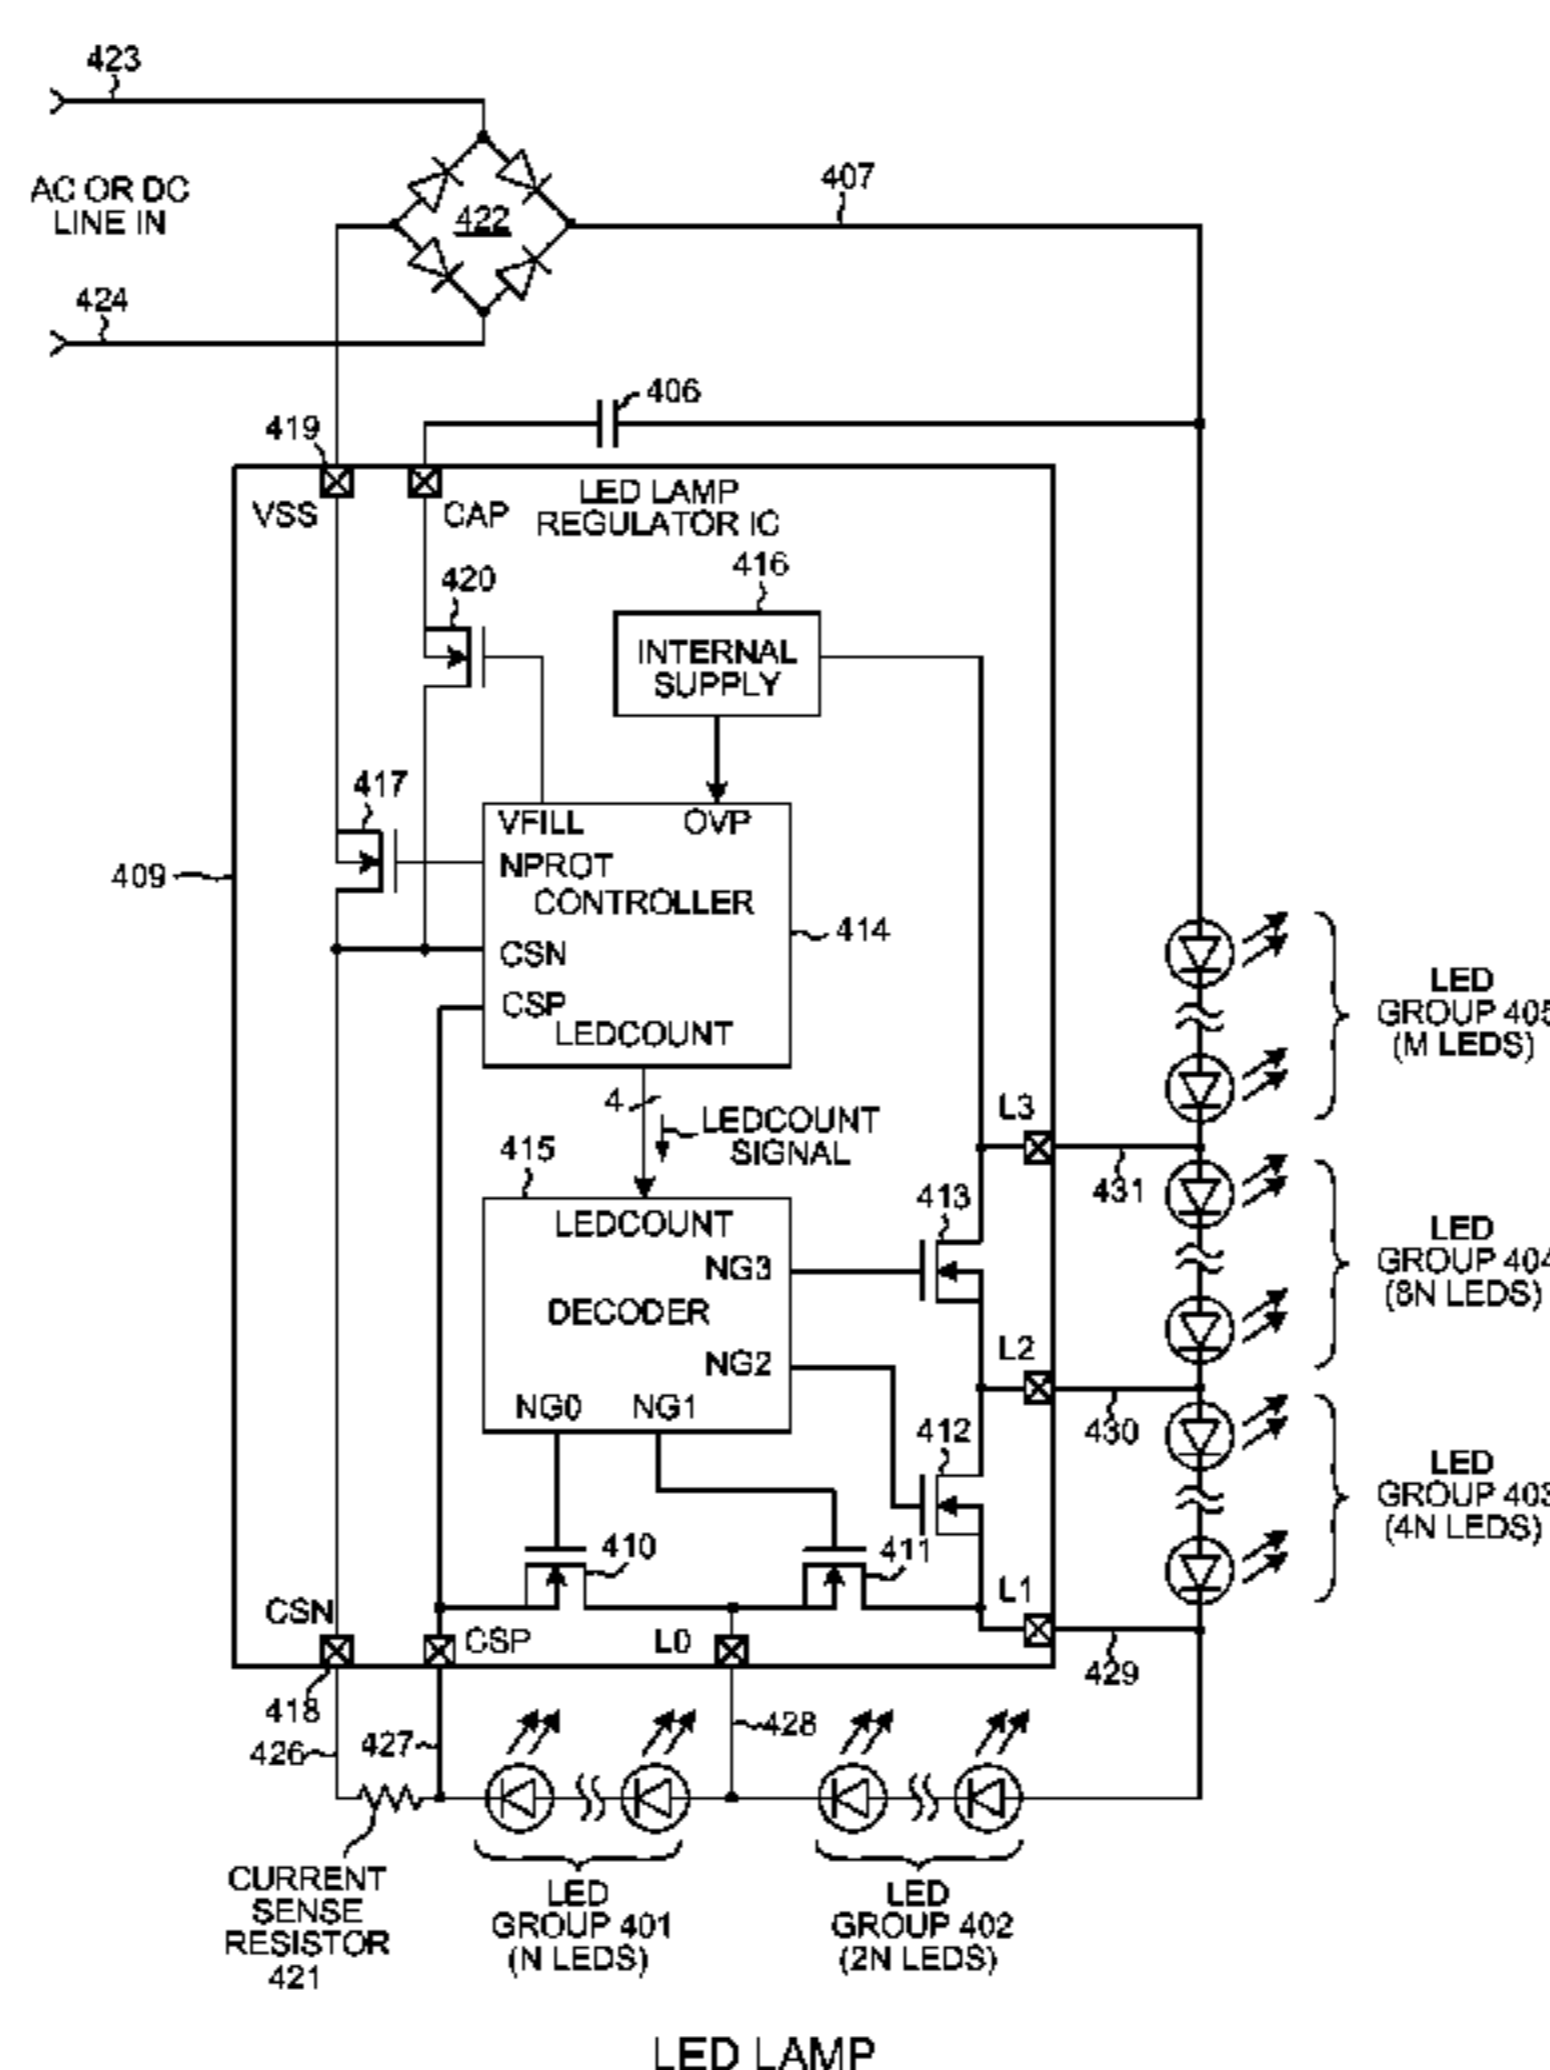 423
AC OR DC
LINE IN
422
407
424
406
419
VSS
CAP
LED LAMP
REGULATOR IC
420
416
INTERNAL
SUPPLY
417
VFILL
OVP
NPROT
CONTROLLER
409
414
CSN
CSP
LEDCOUNT
LED
GROUP 405
(M LEDS)
4
LEDCOUNT
SIGNAL
L3
431
415
LEDCOUNT
NG3
413
DECODER
LED
GROUP 404
(8N LEDS)
NG2
L2
430
NG0
NG1
412
LED
GROUP 403
(4N LEDS)
410
411
L1
CSN
CSP
L0
429
418
426
427
428
CURRENT
SENSE
RESISTOR
421
LED
GROUP 401
(N LEDS)
LED
GROUP 402
(2N LEDS)
LED LAMP